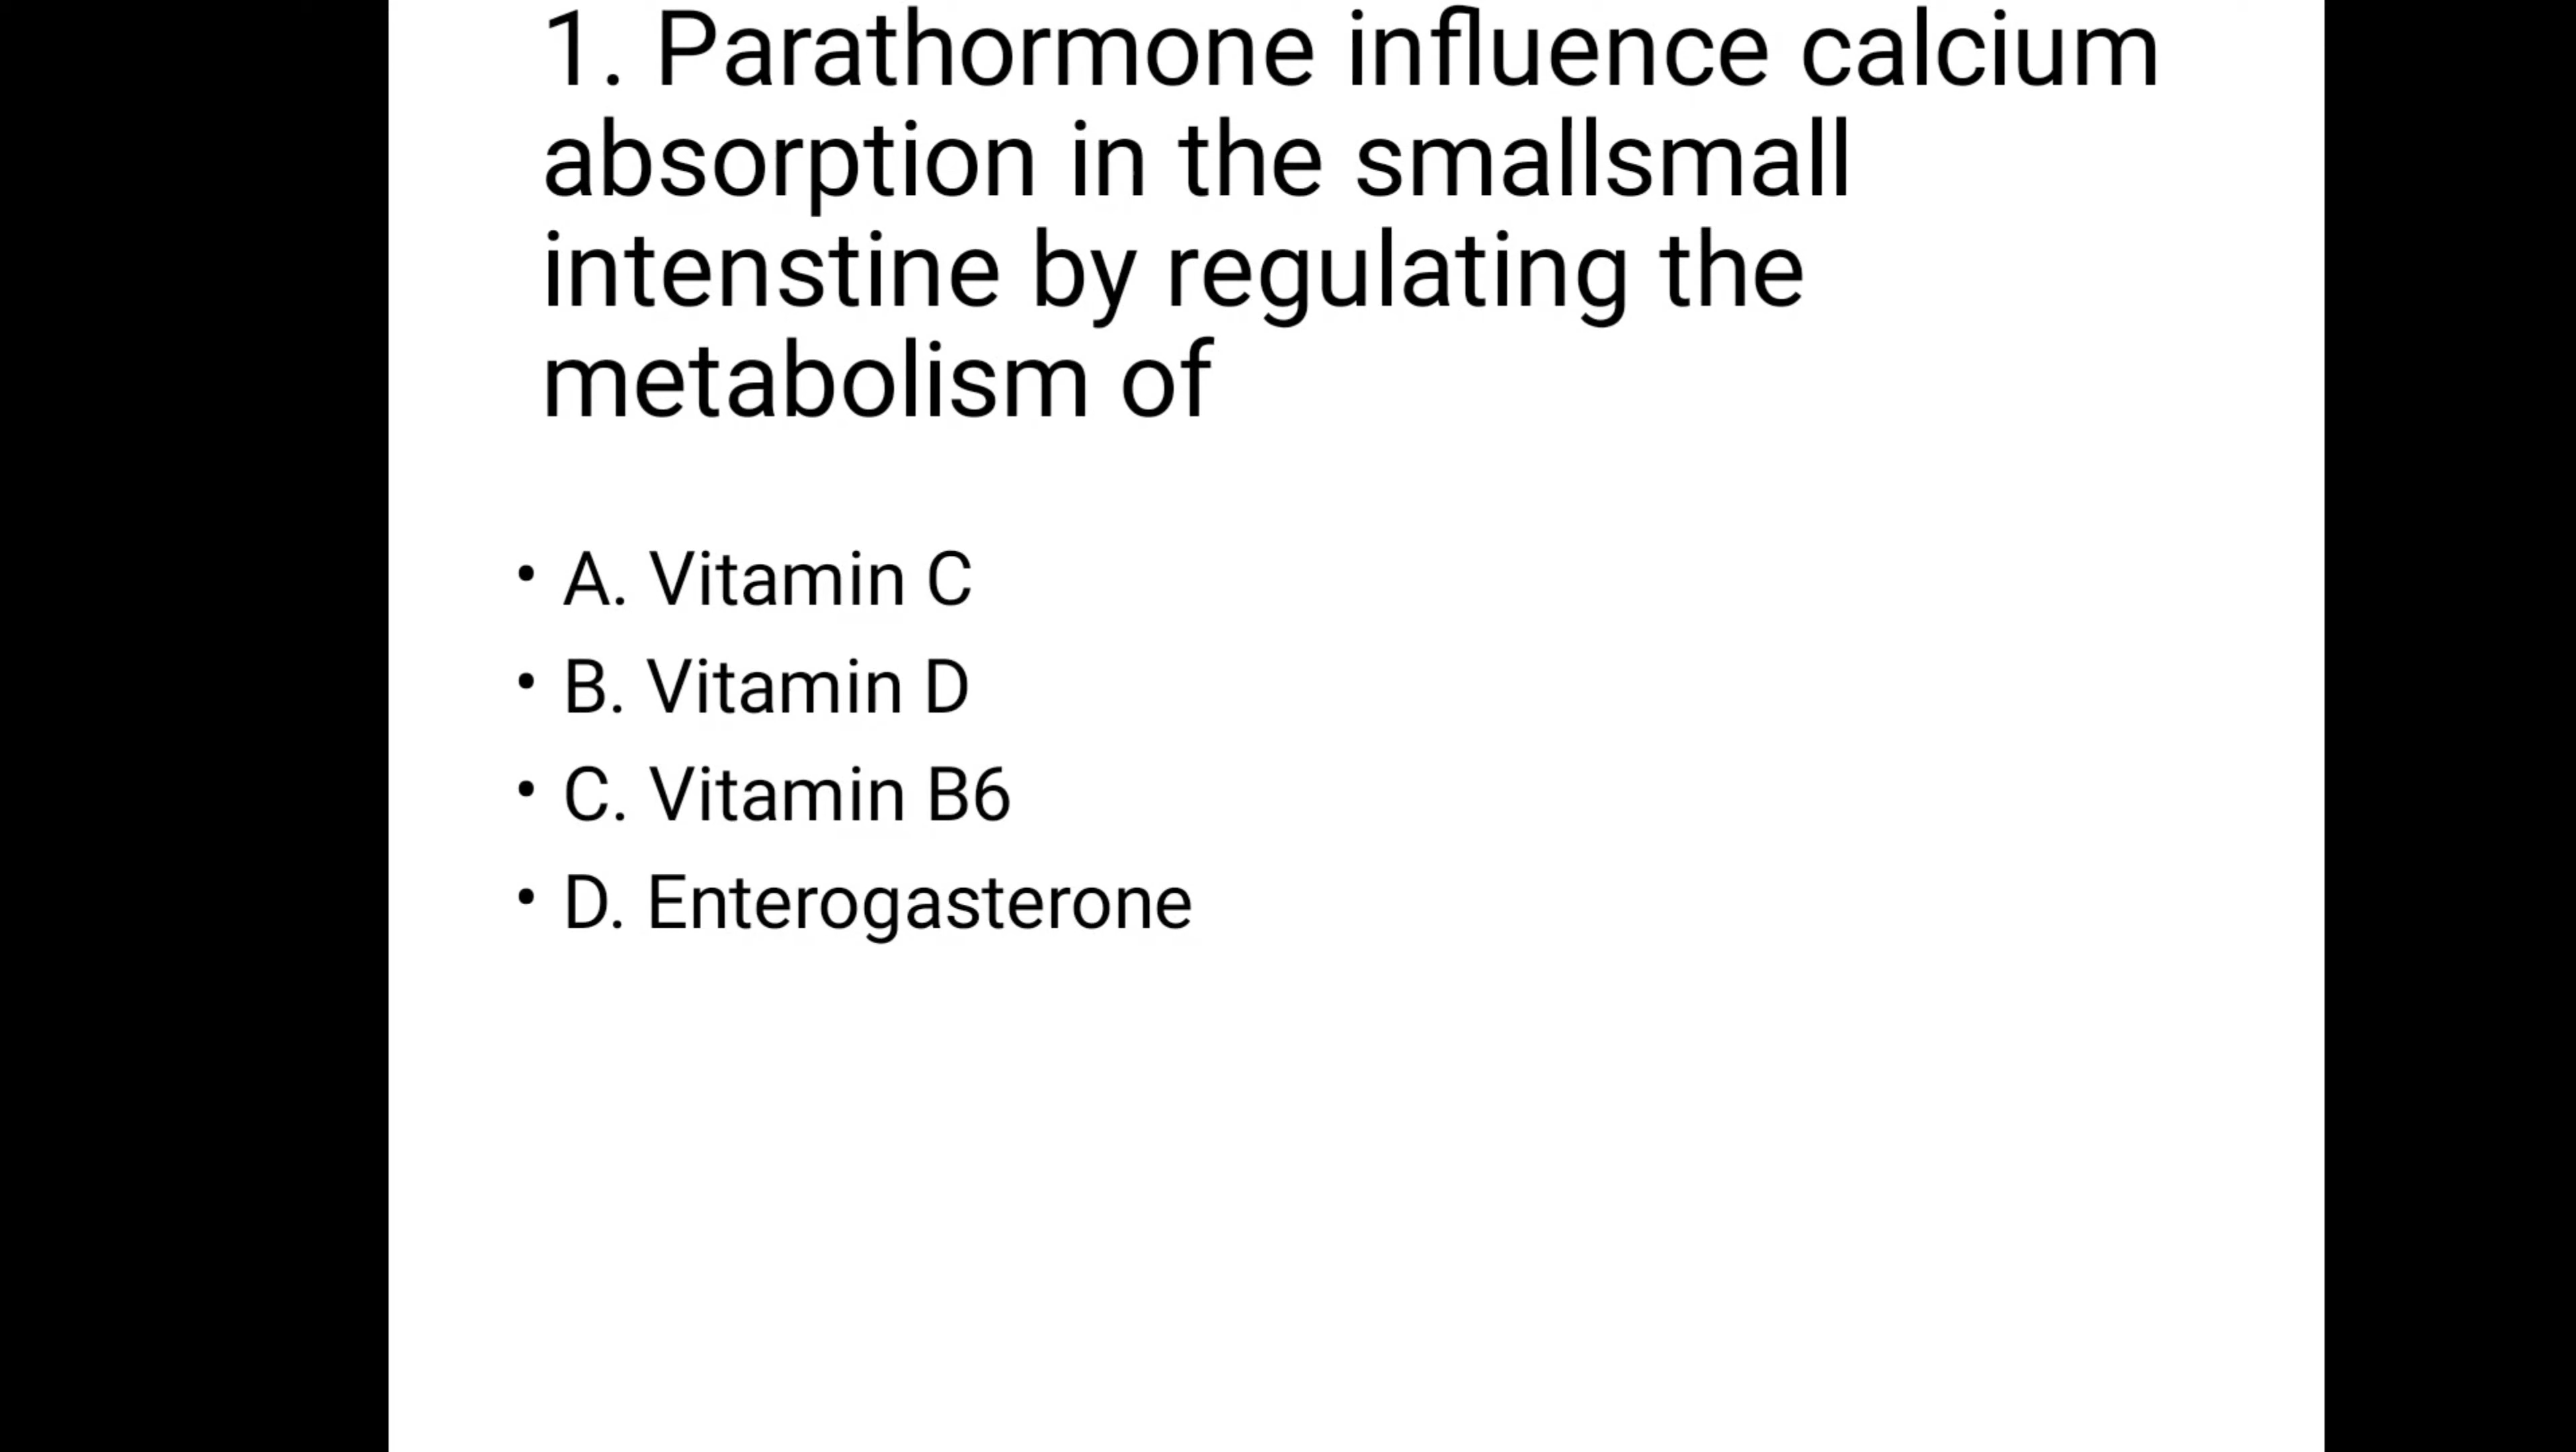 1. Parathormone influence calcium
absorption in the smallsmall
intenstine by regulating the
metabolism of
• A. Vitamin C
• B. Vitamin D
• C. Vitamin B6
• D. Enterogasterone